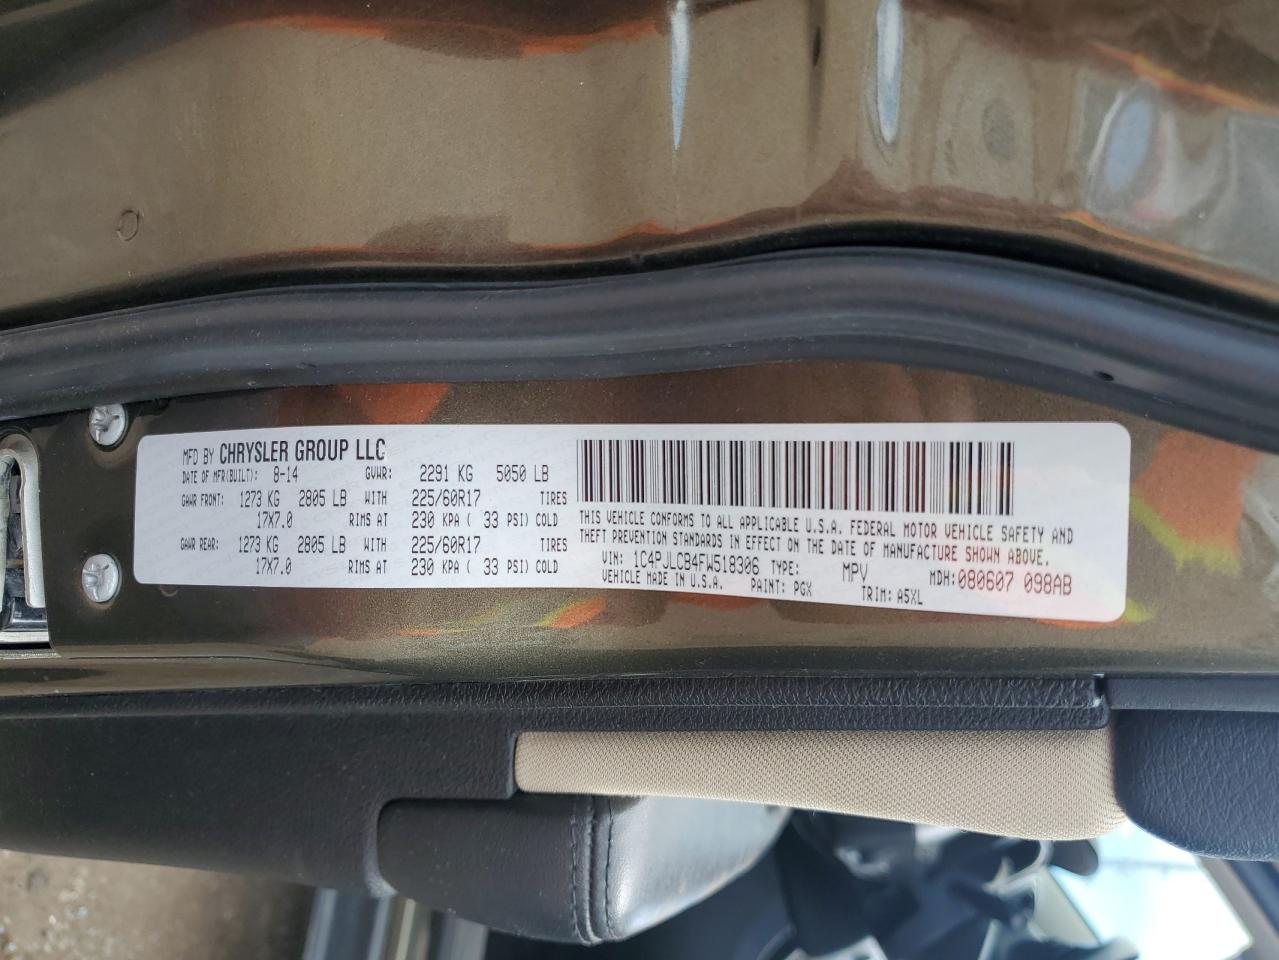 MFD BY CHRYSLER GROUP LLC
DATE OF MFR(BUILT): 8-14 GVWR: 2291 KG 5050 LB
GAWR FRONT: 1273 KG 2805 LB WITH 225/60R17 TIRES
17X7.0 RIMS AT 230 KPA ( 33 PSI) COLD
GAWR REAR: 1273 KG 2805 LB WITH 225/60R17 TIRES
17X7.0 RIMS AT 230 KPA ( 33 PSI) COLD
THIS VEHICLE CONFORMS TO ALL APPLICABLE U.S.A. FEDERAL MOTOR VEHICLE SAFETY AND
THEFT PREVENTION STANDARDS IN EFFECT ON THE DATE OF MANUFACTURE SHOWN ABOVE.
VIN: 1C4PJLCB4FW518306 TYPE: MPV MDH:080607 098AB
VEHICLE MADE IN U.S.A. PAINT: PGX TRIM: A5XL